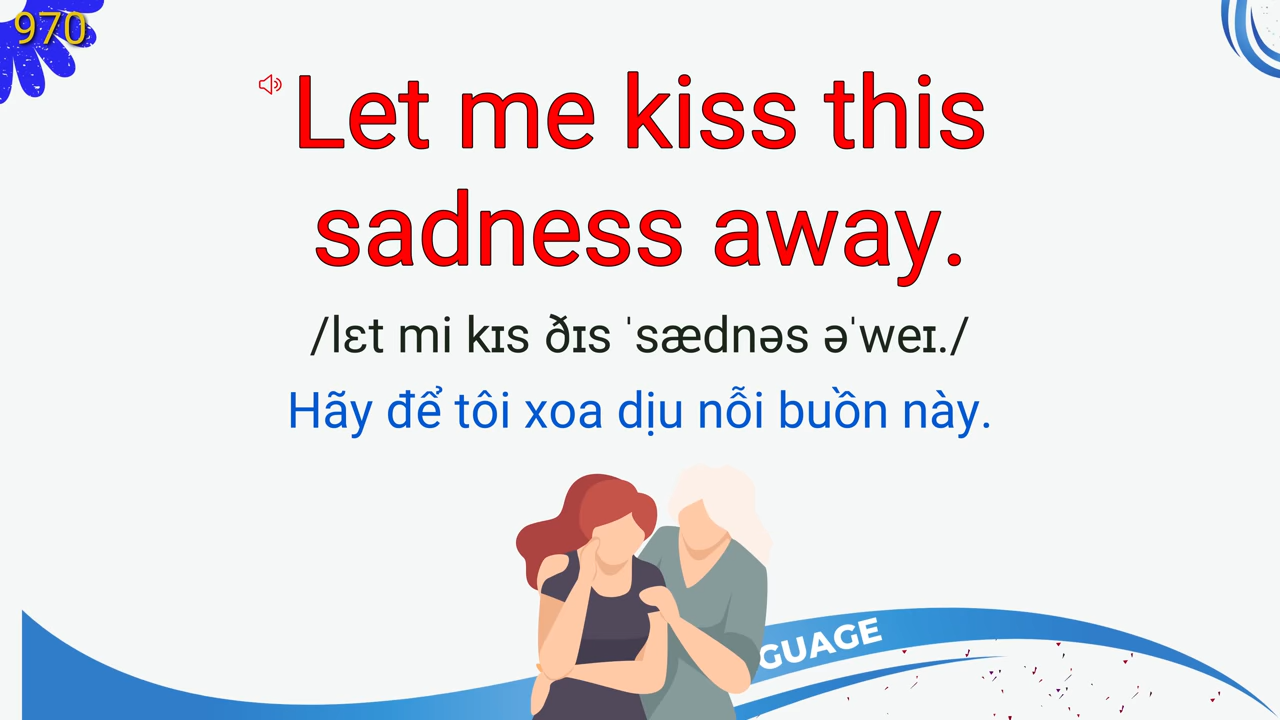 970
Let me kiss this
sadness away.
/lɛt mi kɪs ðɪs ˈsædnəs əˈweɪ./
Hãy để tôi xoa dịu nỗi buồn này.
GUAGE